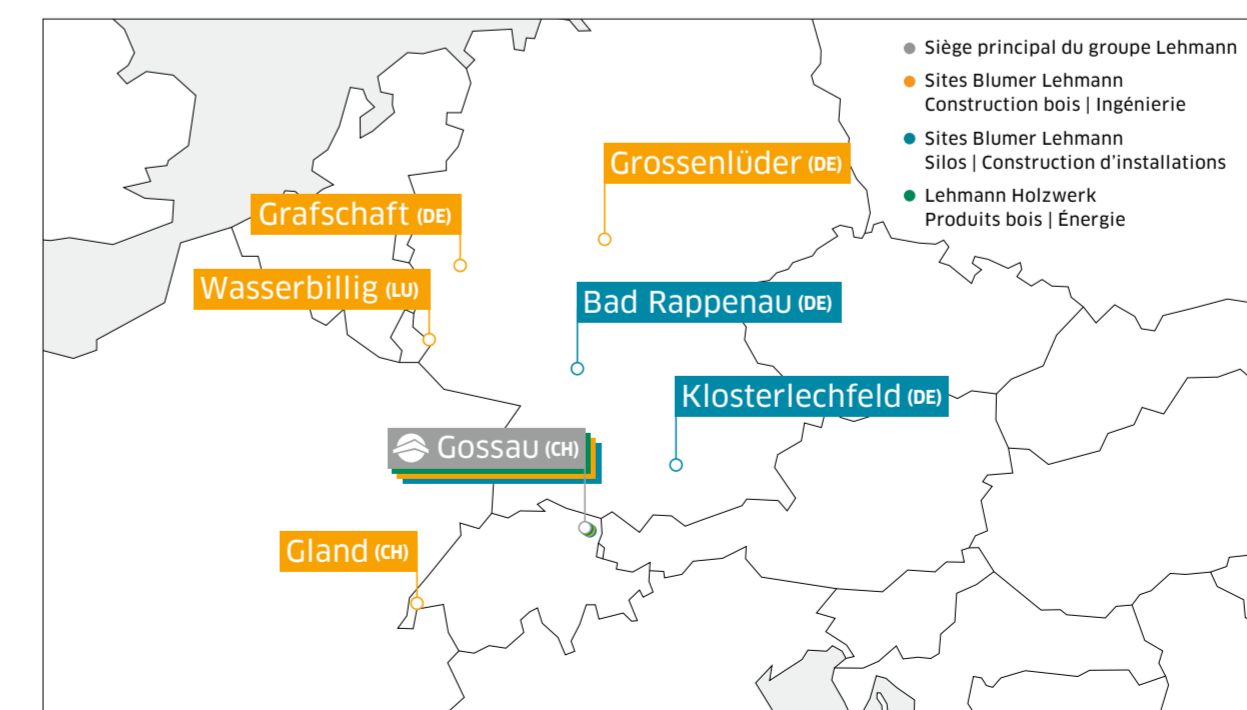 Siège principal du groupe Lehmann
Sites Blumer Lehmann
Construction bois | Ingénierie
Sites Blumer Lehmann
Silos | Construction d'installations
Lehmann Holzwerk
Produits bois | Énergie
Grossenlüder (DE)
Grafschaft (DE)
Wasserbillig (LU)
Bad Rappenau (DE)
Klosterlechfeld (DE)
Gossau (CH)
Gland (CH)